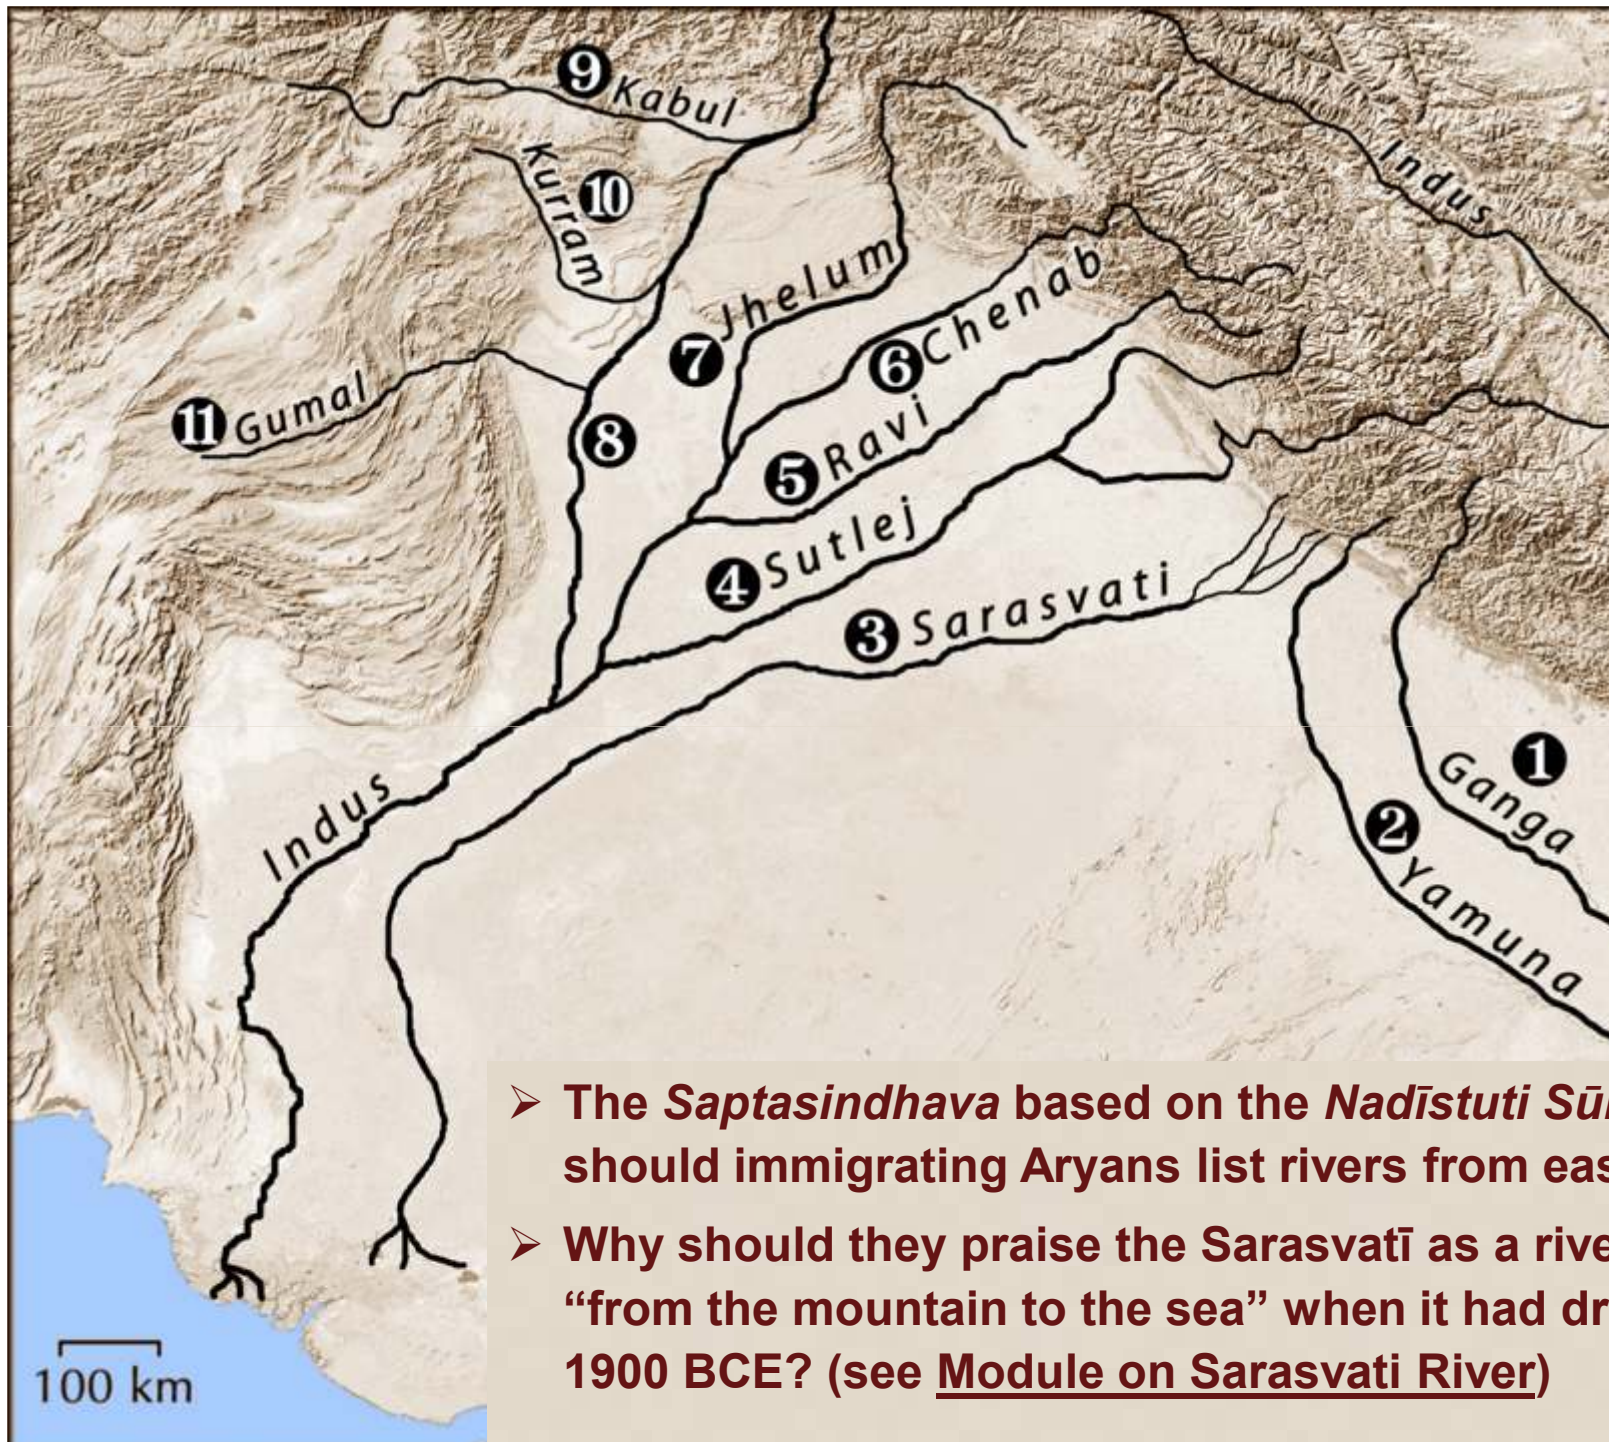 9 Kabul
Kurram
10
Indus
Jhelum
7
Chenab
6
11 Gumal
8
Ravi
5
Sutlej
4
Sarasvati
3
1
Ganga
2
Yamuna
Indus
➢ The Saptasindhava based on the Nadīstuti
should immigrating Aryans list rivers from
➢ Why should they praise the Sarasvatī as a
“from the mountain to the sea” when it had
1900 BCE? (see Module on Sarasvati River)
100 km